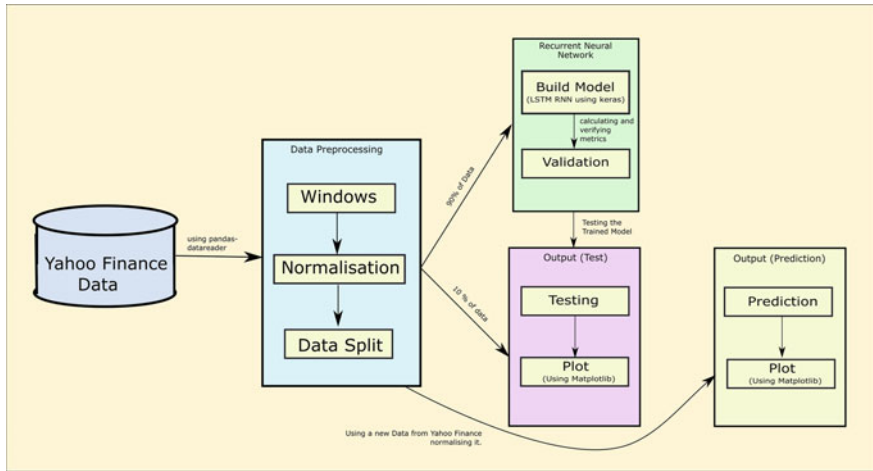 Yahoo Finance
Data
using pandas-
datareader
Data Preprocessing
Windows
Normalisation
Data Split
90% of Data
10 % of data
Recurrent Neural
Network
Build Model
(LSTM RNN using keras)
calculating and
verifying
metrics
Validation
Testing the
Trained Model
Output (Test)
Testing
Plot
(Using Matplotlib)
Output (Prediction)
Prediction
Plot
(Using Matplotlib)
Using a new Data from Yahoo Finance
normalising it.